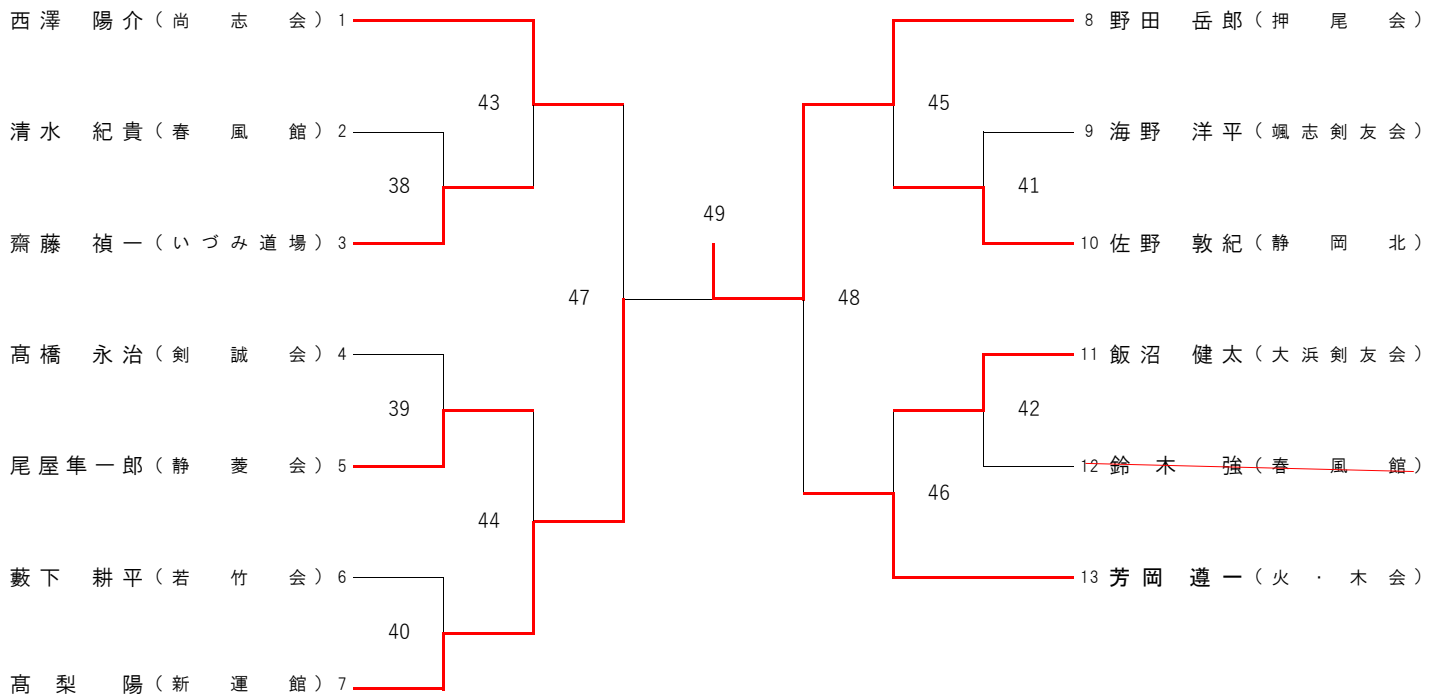 西澤 陽介（尚志会） 1
8 野田 岳郎（押尾会）
43
45
清水 紀貴（春風館） 2
9 海野 洋平（颯志剣友会）
38
41
49
齋藤 禎一（いづみ道場） 3
10 佐野 敦紀（静岡北）
47
48
髙橋 永治（剣誠会） 4
11 飯沼 健太（大浜剣友会）
39
42
尾屋隼一郎（静菱会） 5
12 鈴木 強（春風館）
44
46
藪下 耕平（若竹会） 6
13 芳岡 遵一（火・木会）
40
髙梨 陽（新運館） 7